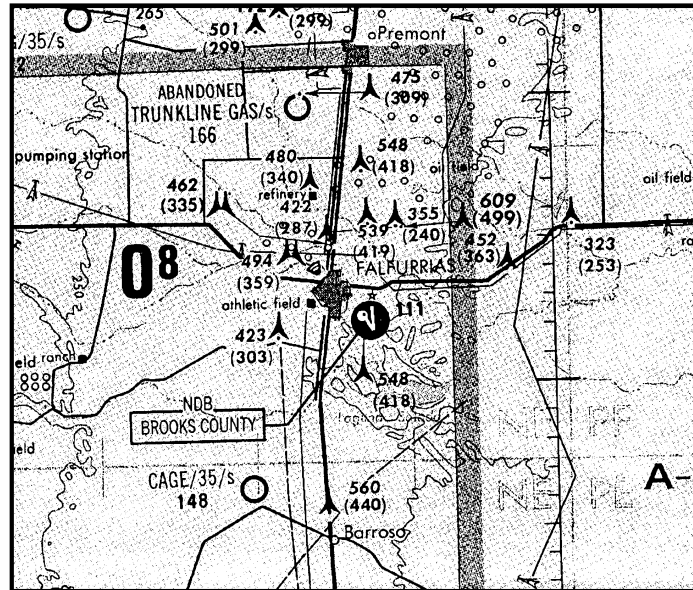 265
501
(299)
(299)
Premont
/35/s
ABANDONED
TRUNKLINE GAS/s
166
475
(309)
548
(418)
pumping station
480
(340)
refinery
462
(335)
422
(287)
oil field
539
(419)
355
(240)
609
(499)
452
(363)
323
(253)
0⁸
494
(359)
FALFURRIAS
athletic field
111
250
423
(303)
ranch
548
(418)
NDB
BROOKS COUNTY
CAGE/35/s
148
560
(440)
Barroso
A-